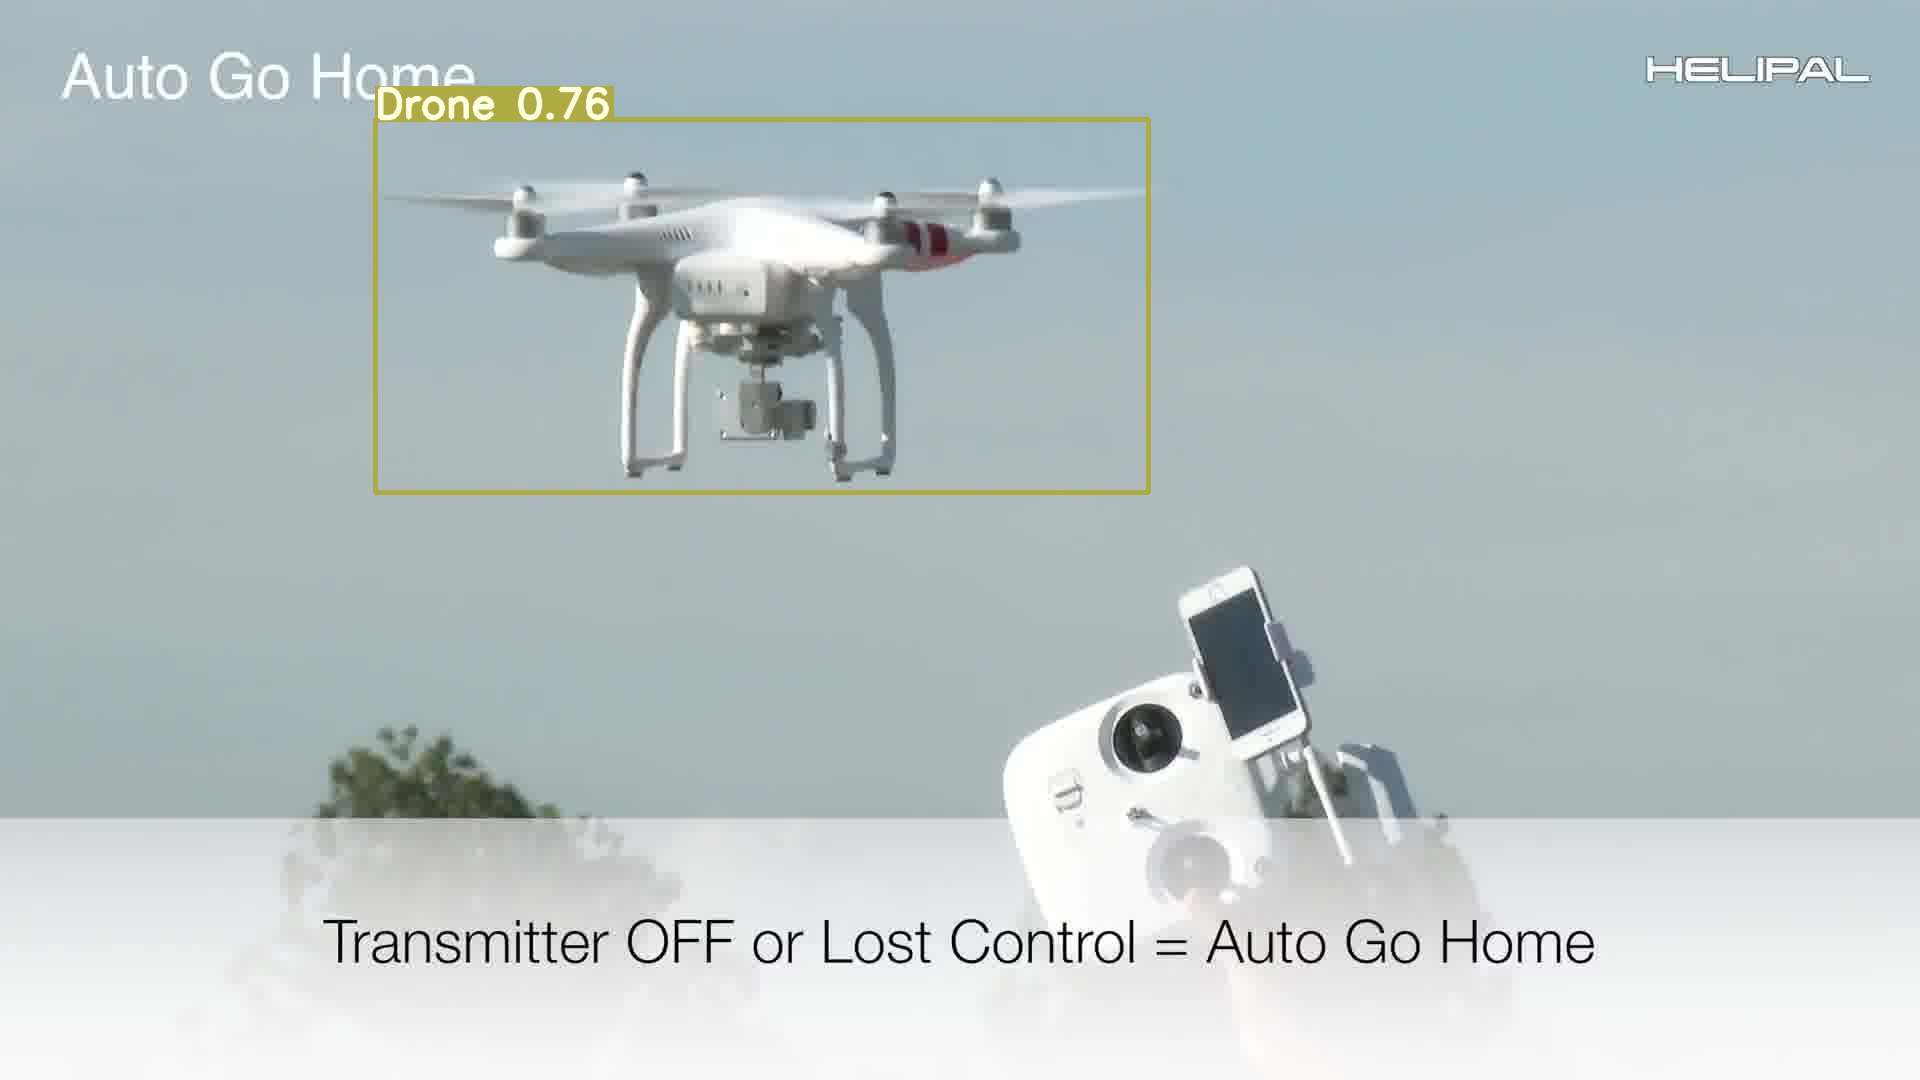 Auto Go Home
HELIPAL
Drone 0.76
Transmitter OFF or Lost Control = Auto Go Home